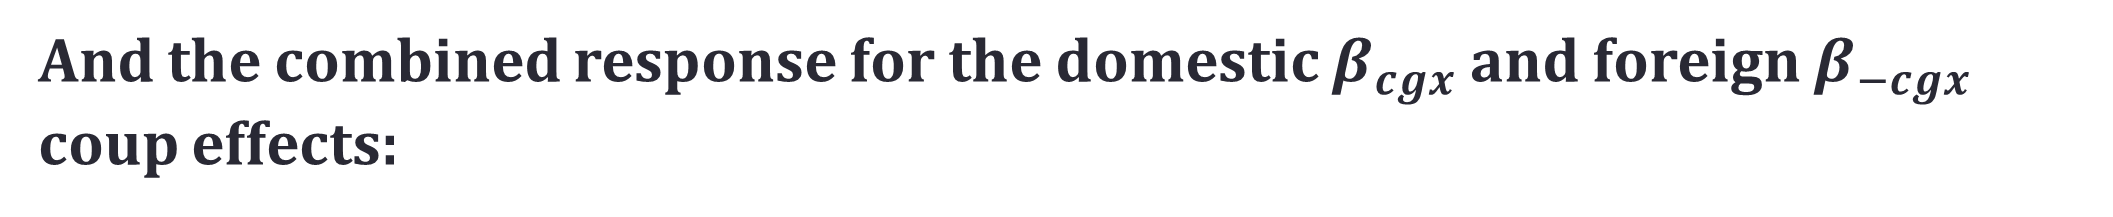 And the combined response for the domestic β_cgx and foreign β_−cgx
coup effects: